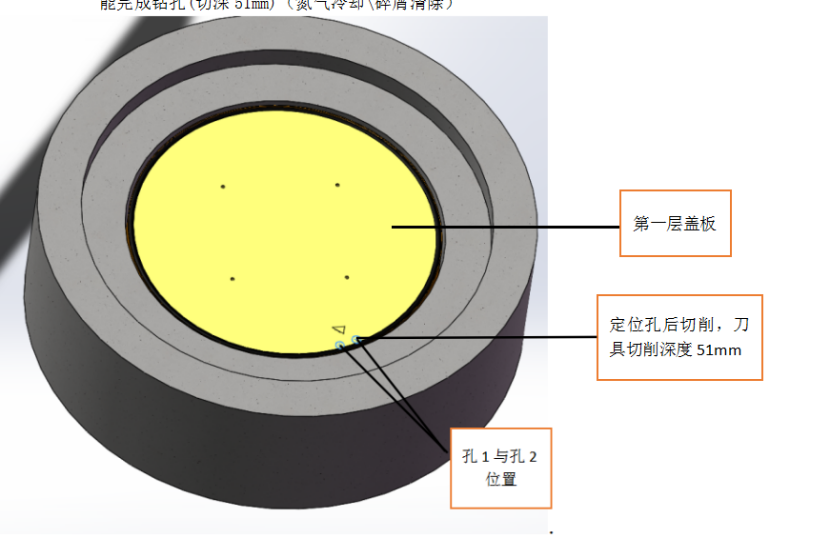 能完成钻孔(切深 51mm)（氮气冷却\碎屑清除）
第一层盖板
定位孔后切削，刀
具切削深度 51mm
孔 1 与孔 2
位置